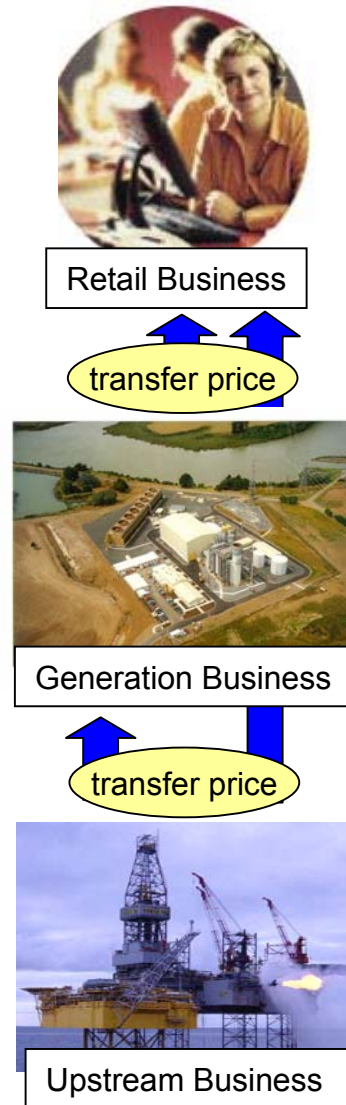 Retail Business
transfer price
Generation Business
transfer price
Upstream Business